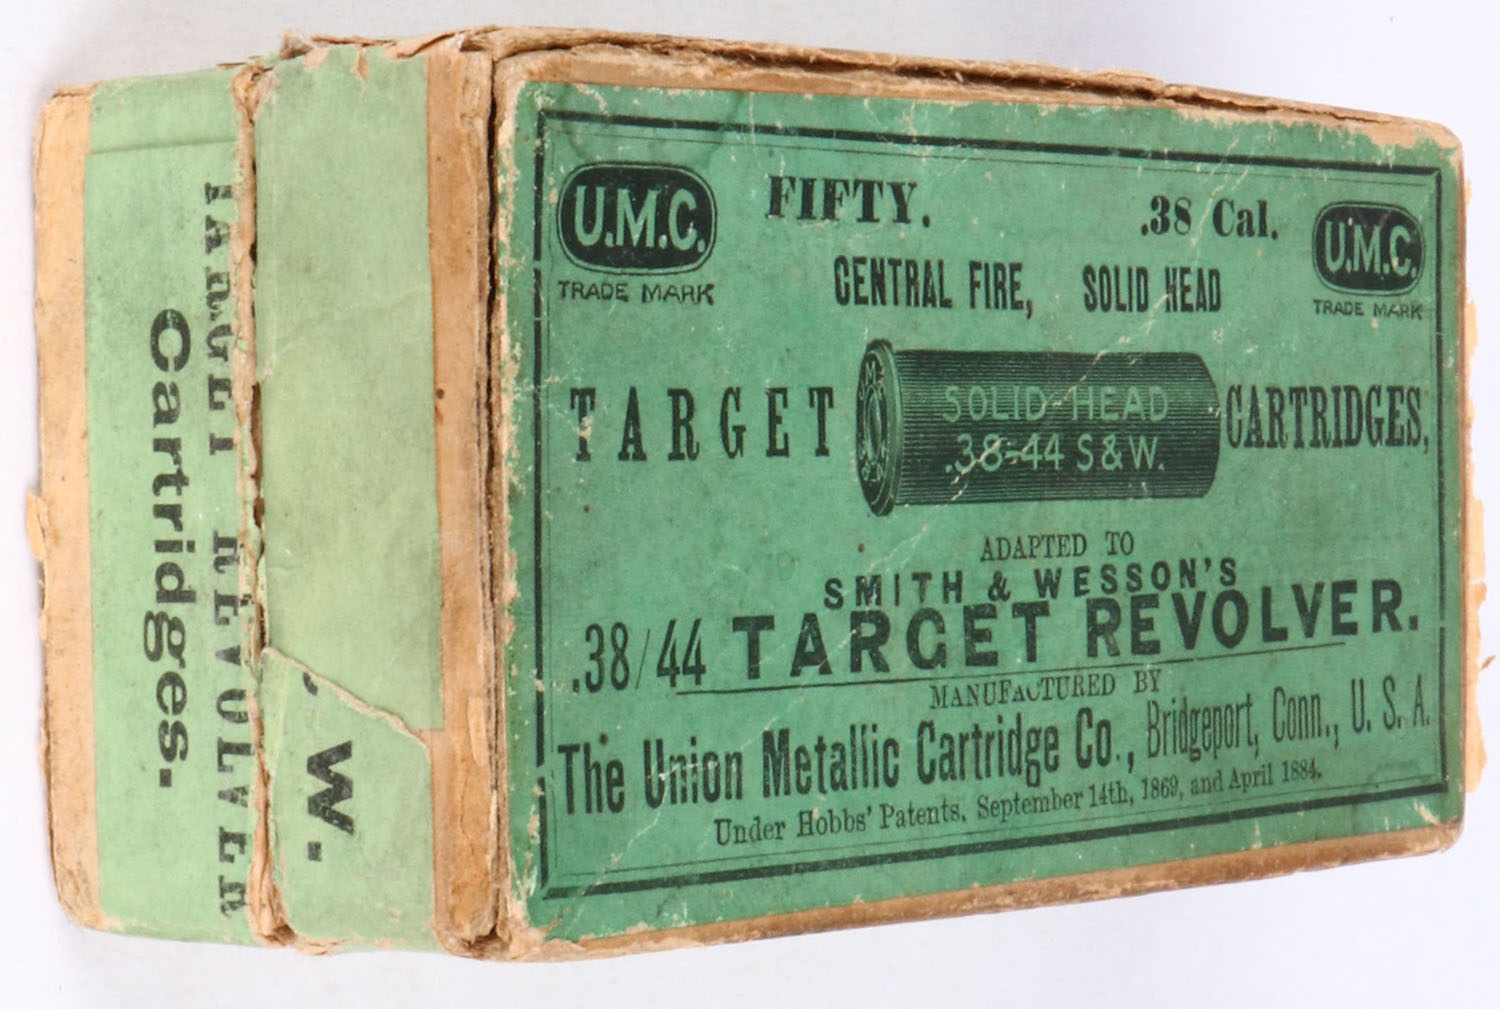 U.M.C.
TRADE MARK
FIFTY. .38 Cal.
U.M.C.
TRADE MARK
CENTRAL FIRE, SOLID HEAD
TARGET CARTRIDGES,
SOLID HEAD
.38-44 S&W.
ADAPTED TO
SMITH & WESSON'S
.38/44 TARGET REVOLVER.
MANUFACTURED BY
The Union Metallic Cartridge Co., Bridgeport, Conn., U. S. A.
Under Hobbs' Patents, September 14th, 1869, and April 1884.
W.
TARGET REVOLVER
Cartridges.